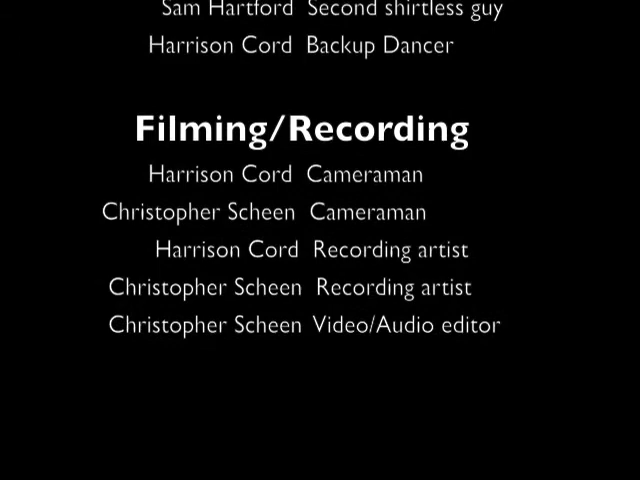 Sam Hartford Second shirtless guy
Harrison Cord Backup Dancer
Filming/Recording
Harrison Cord Cameraman
Christopher Scheen Cameraman
Harrison Cord Recording artist
Christopher Scheen Recording artist
Christopher Scheen Video/Audio editor